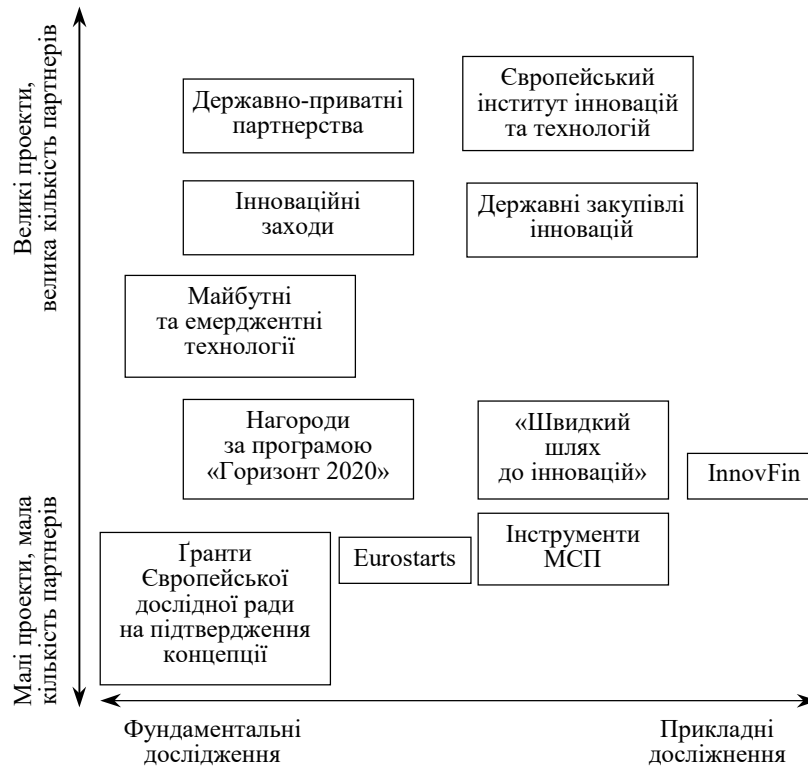 Великі проекти,
велика кількість партнерів
Державно-приватні
партнерства
Європейський
інститут інновацій
та технологій
Інноваційні
заходи
Державні закупівлі
інновацій
Майбутні
та емерджентні
технології
Малі проекти, мала
кількість партнерів
Нагороди
за програмою
«Горизонт 2020»
«Швидкий
шлях
до інновацій»
InnovFin
Ґранти
Європейської
дослідної ради
на підтвердження
концепції
Eurostarts
Інструменти
МСП
Фундаментальні
дослідження
Прикладні
досліжнення